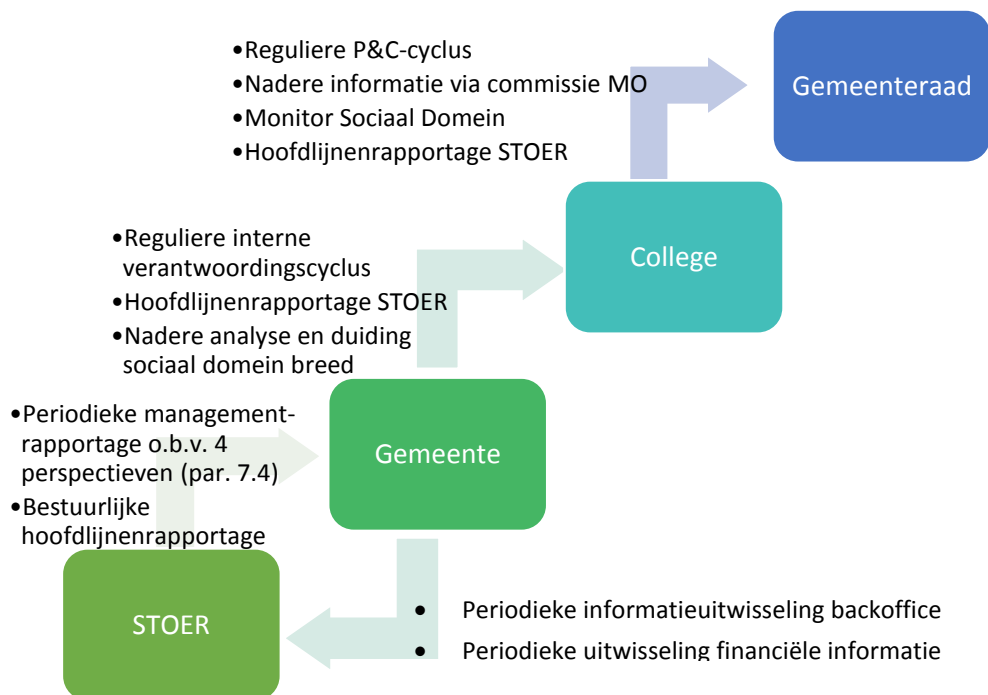 •Reguliere P&C-cyclus
•Nadere informatie via commissie MO
•Monitor Sociaal Domein
•Hoofdlijnenrapportage STOER
Gemeenteraad
•Reguliere interne
verantwoordingscyclus
•Hoofdlijnenrapportage STOER
•Nadere analyse en duiding
sociaal domein breed
College
•Periodieke management-
rapportage o.b.v. 4
perspectieven (par. 7.4)
•Bestuurlijke
hoofdlijnenrapportage
Gemeente
STOER
• Periodieke informatieuitwisseling backoffice
• Periodieke uitwisseling financiële informatie